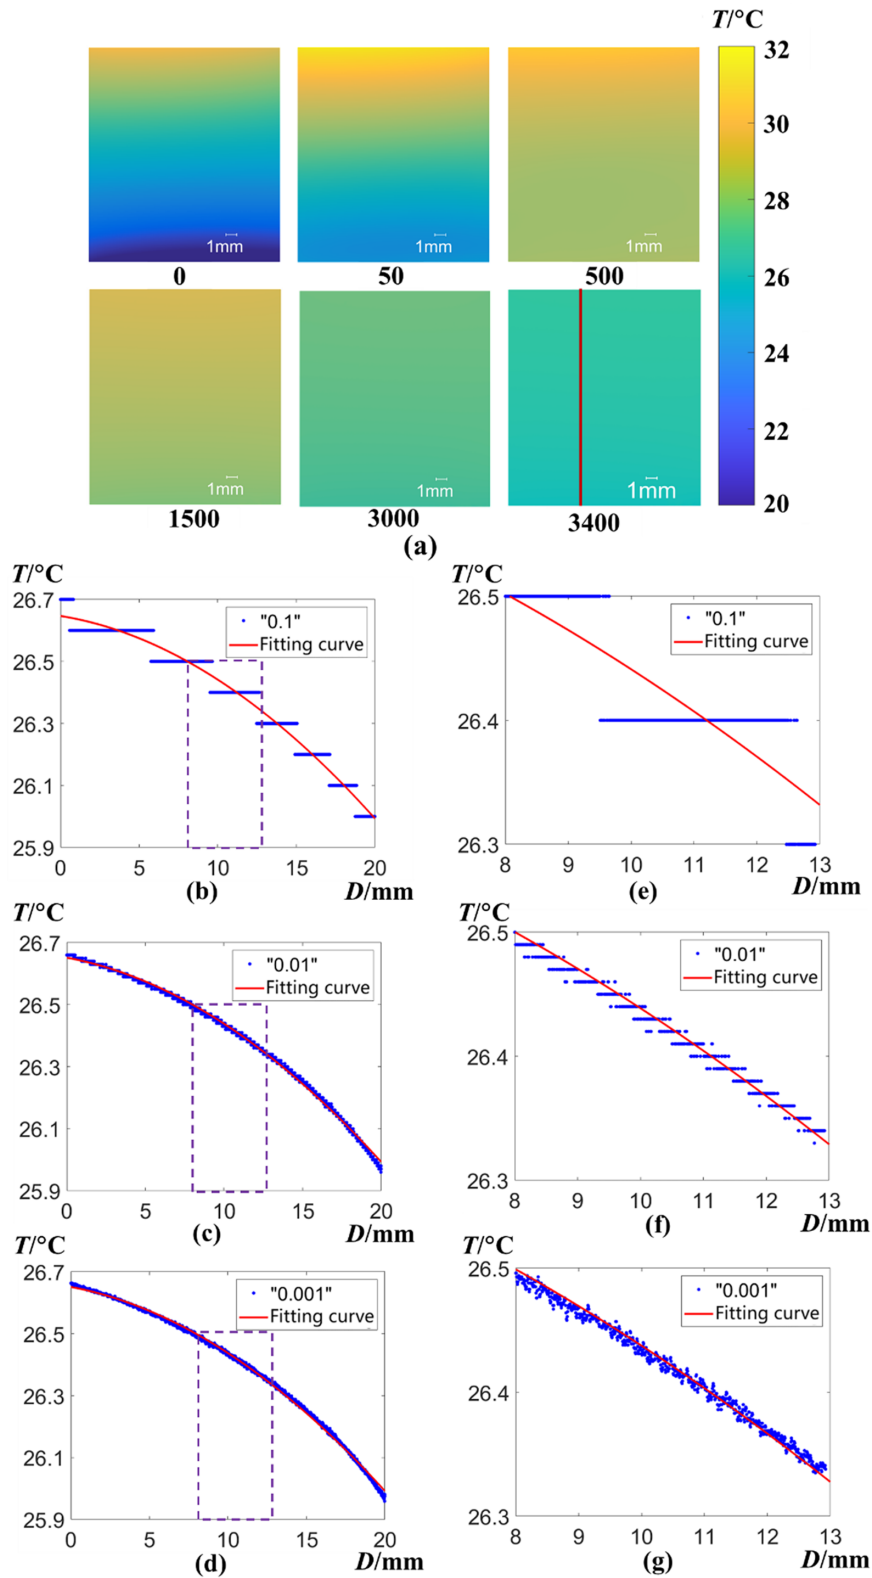 T/°C
32
30
28
26
24
22
20
1mm 1mm 1mm
0 50 500
1mm 1mm 1mm
1500 3000 3400
(a)
T/°C
26.7
26.5
26.3
26.1
25.9
"0.1"
Fitting curve
0 5 10 15 20
(b) D/mm
T/°C
26.5
26.4
26.3
"0.1"
Fitting curve
8 9 10 11 12 13
(e) D/mm
T/°C
26.7
26.5
26.3
26.1
25.9
"0.01"
Fitting curve
0 5 10 15 20
(c) D/mm
T/°C
26.5
26.4
26.3
"0.01"
Fitting curve
8 9 10 11 12 13
(f) D/mm
T/°C
26.7
26.5
26.3
26.1
25.9
"0.001"
Fitting curve
0 5 10 15 20
(d) D/mm
T/°C
26.5
26.4
26.3
"0.001"
Fitting curve
8 9 10 11 12 13
(g) D/mm